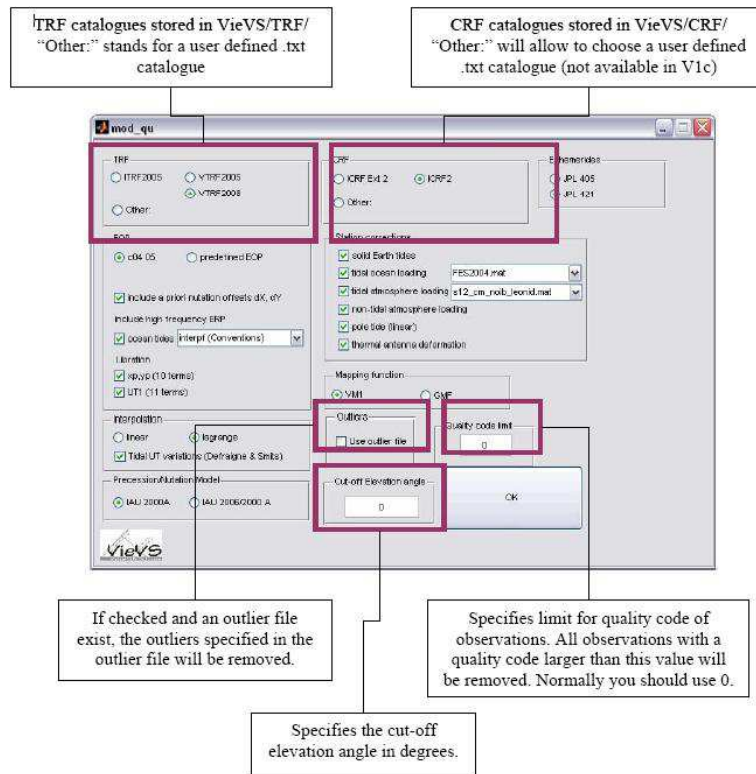 TRF catalogues stored in VieVS/TRF/
“Other:” stands for a user defined .txt
catalogue
CRF catalogues stored in VieVS/CRF/
“Other:” will allow to choose a user defined
.txt catalogue (not available in V1c)
mod_qu
TRF
ITRF2005
VTRF2005
VTRF2008
Other:
CRF
ICRF Ext 2
ICRF2
Other:
Ephemerides
JPL 405
JPL 421
EOP
c04 05
predefined EOP
include a priori nutation offsets dX, dY
Include high frequency ERP
ocean tides
interpf (Conventions)
Libration
xp,yp (10 terms)
UT1 (11 terms)
Station corrections
solid Earth tides
tidal ocean loading
FES2004.mat
tidal atmosphere loading
s12_cm_noib_leonid.mat
non-tidal atmosphere loading
pole tide (linear)
thermal antenna deformation
Mapping function
VM1
GMF
Interpolation
linear
lagrange
Tidal UT variations (Defraigne & Smits)
Outliers
Use outlier file
Quality code limit
0
Precession/Nutation Model
IAU 2000A
IAU 2006/2000 A
Cut-off Elevation angle
0
OK
VieVS
If checked and an outlier file
exist, the outliers specified in the
outlier file will be removed.
Specifies limit for quality code of
observations. All observations with a
quality code larger than this value will
be removed. Normally you should use 0.
Specifies the cut-off
elevation angle in degrees.